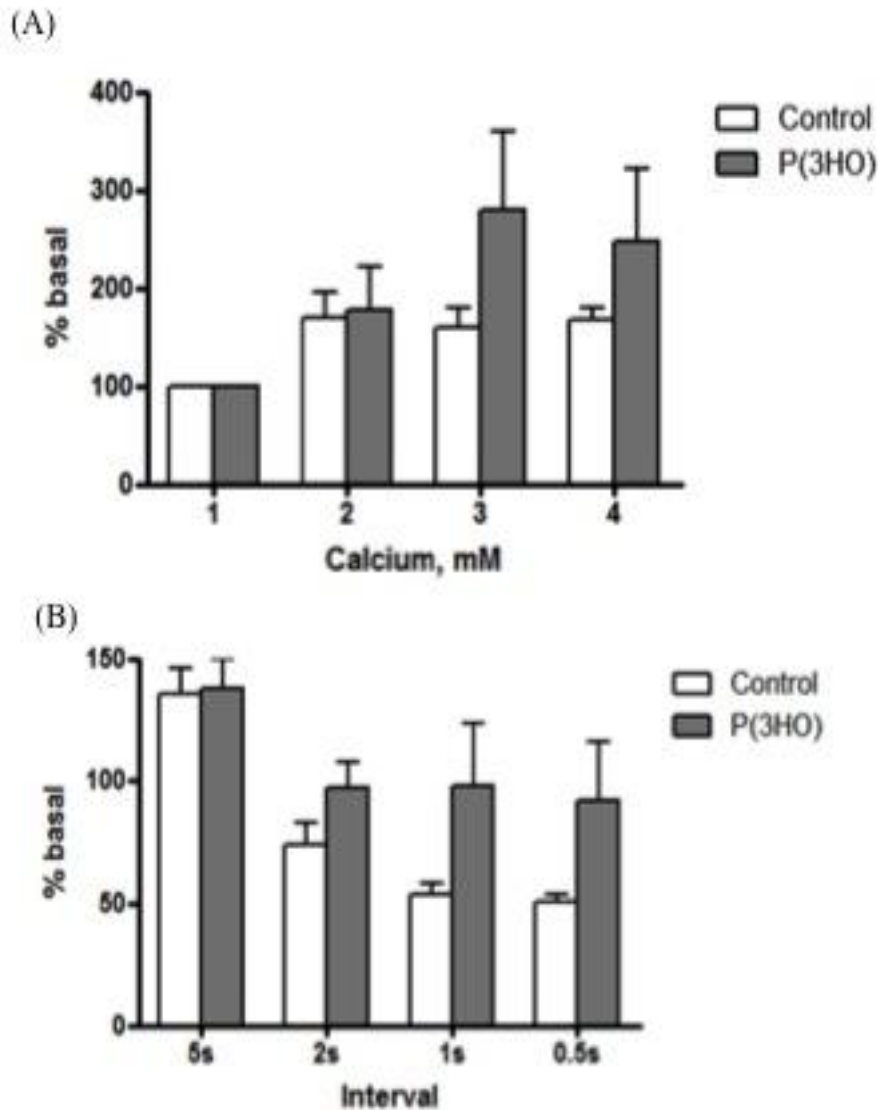 (A)
400
300
200
100
0
% basal
1 2 3 4
Calcium, mM
Control
P(3HO)
(B)
150
100
50
0
% basal
5s 2s 1s 0.5s
Interval
Control
P(3HO)